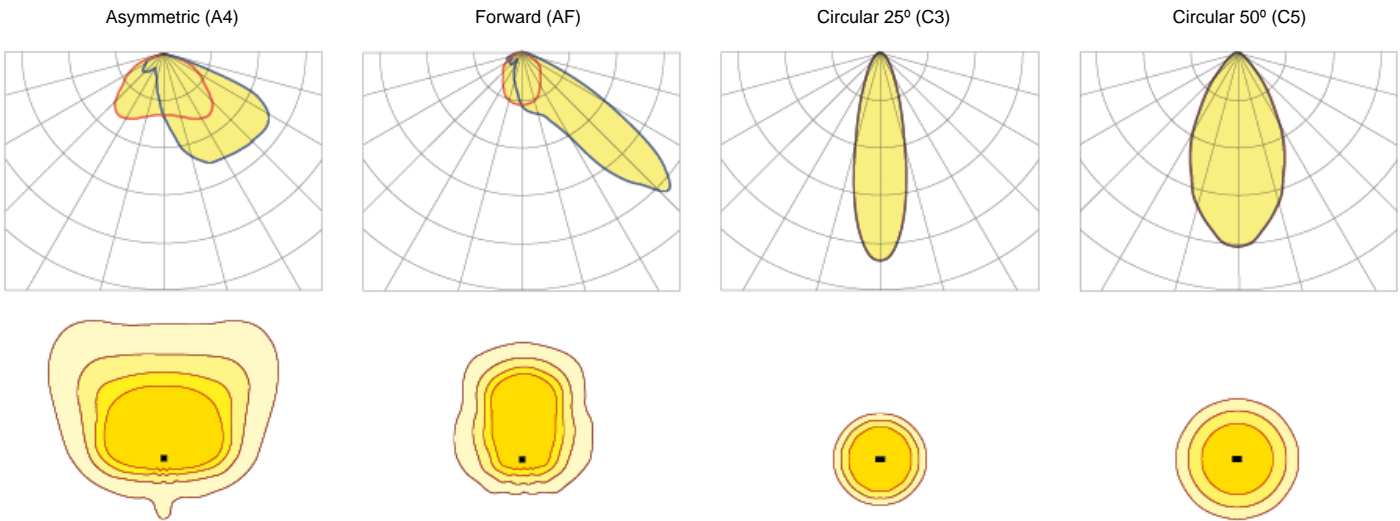 Asymmetric (A4)
Forward (AF)
Circular 25º (C3)
Circular 50º (C5)